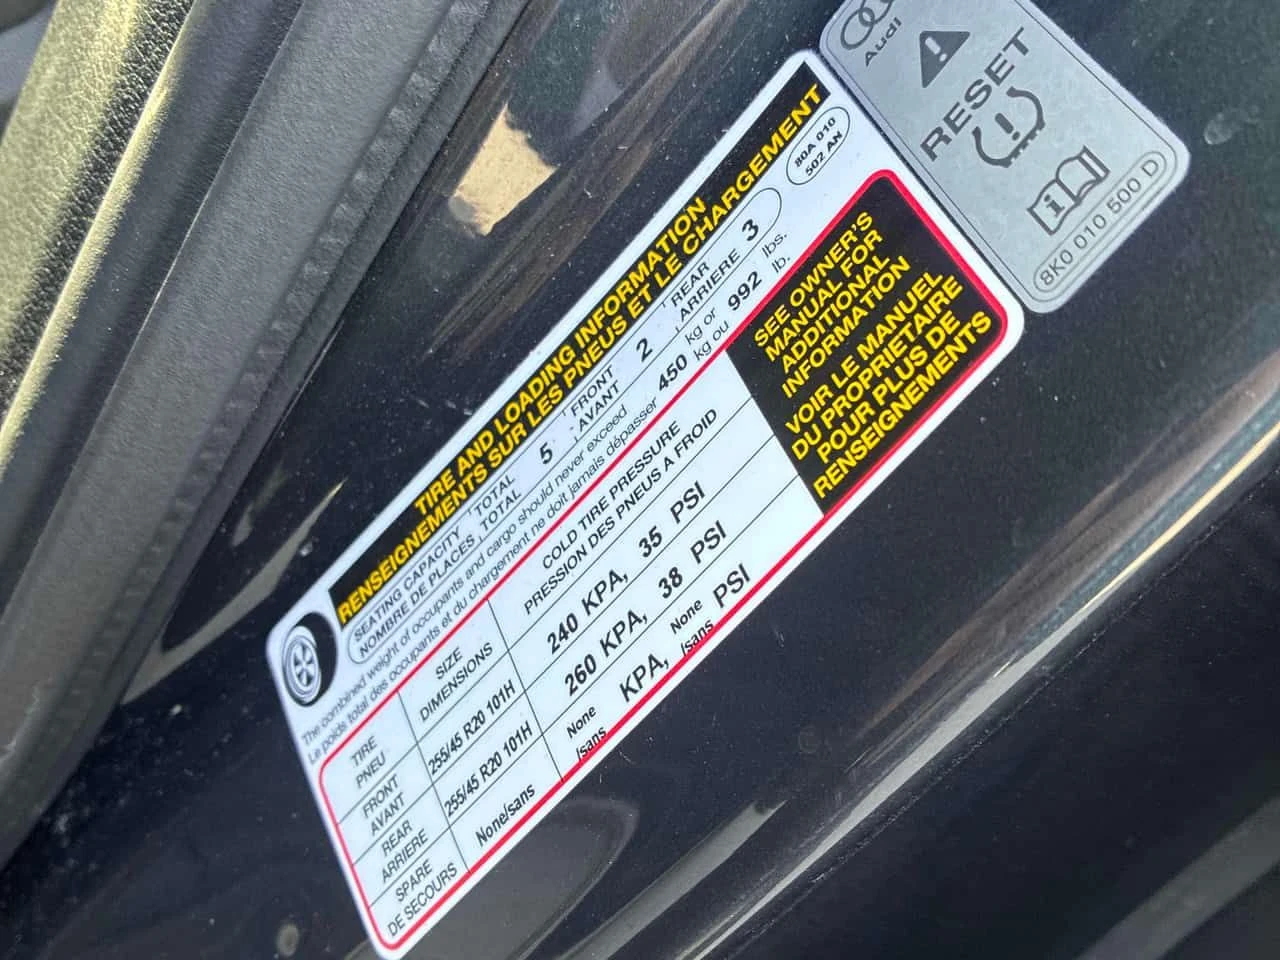 TIRE AND LOADING INFORMATION
RENSEIGNEMENTS SUR LES PNEUS ET LE CHARGEMENT
80A 010
502 AN
SEATING CAPACITY TOTAL 5 FRONT 2 REAR 3
NOMBRE DE PLACES TOTAL AVANT ARRIERE
The combined weight of occupants and cargo should never exceed 450 kg or 992 lbs.
Le poids total des occupants et du chargement ne doit jamais dépasser kg ou lb.
TIRE SIZE COLD TIRE PRESSURE
PNEU DIMENSIONS PRESSION DES PNEUS A FROID
FRONT 255/45 R20 101H 240 KPA, 35 PSI
AVANT
REAR 255/45 R20 101H 260 KPA, 38 PSI
ARRIERE
SPARE None/sans None /sans KPA, None /sans PSI
DE SECOURS
SEE OWNER'S
MANUAL FOR
ADDITIONAL
INFORMATION
VOIR LE MANUEL
DU PROPRIETAIRE
POUR PLUS DE
RENSEIGNEMENTS
Audi
RESET
8K0 010 500 D